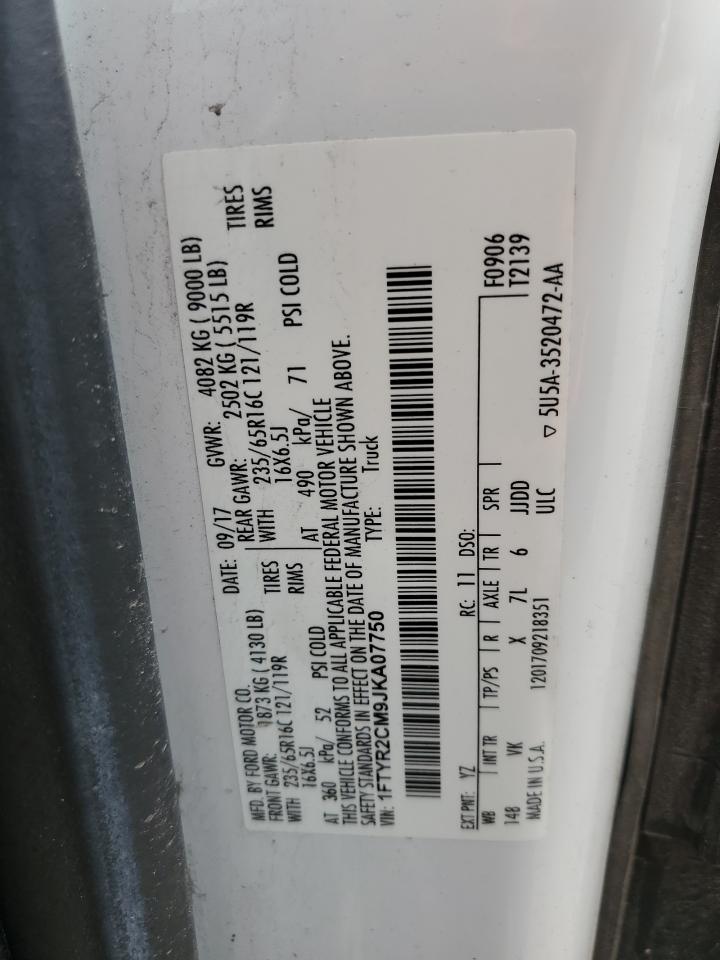 MFD. BY FORD MOTOR CO.
DATE: 09/17 GVWR: 4082 KG ( 9000 LB)
FRONT GAWR: 1873 KG ( 4130 LB)
REAR GAWR: 2502 KG ( 5515 LB)
WITH 235/65R16C 121/119R TIRES
WITH 235/65R16C 121/119R TIRES
16X6.5J RIMS
16X6.5J RIMS
AT 360 kPa/ 52 PSI COLD
AT 490 kPa/ 71 PSI COLD
THIS VEHICLE CONFORMS TO ALL APPLICABLE FEDERAL MOTOR VEHICLE
SAFETY STANDARDS IN EFFECT ON THE DATE OF MANUFACTURE SHOWN ABOVE.
VIN: 1FTYR2CM9JKA07750 TYPE: Truck
EXT PNT: YZ RC: 11 DSO:
WB INT TR TP/PS R AXLE TR SPR F0906
148 VK X 7L 6 JJDD T2139
MADE IN U.S.A. 1201709218351 ULC ▽ 5U5A-3520472-AA